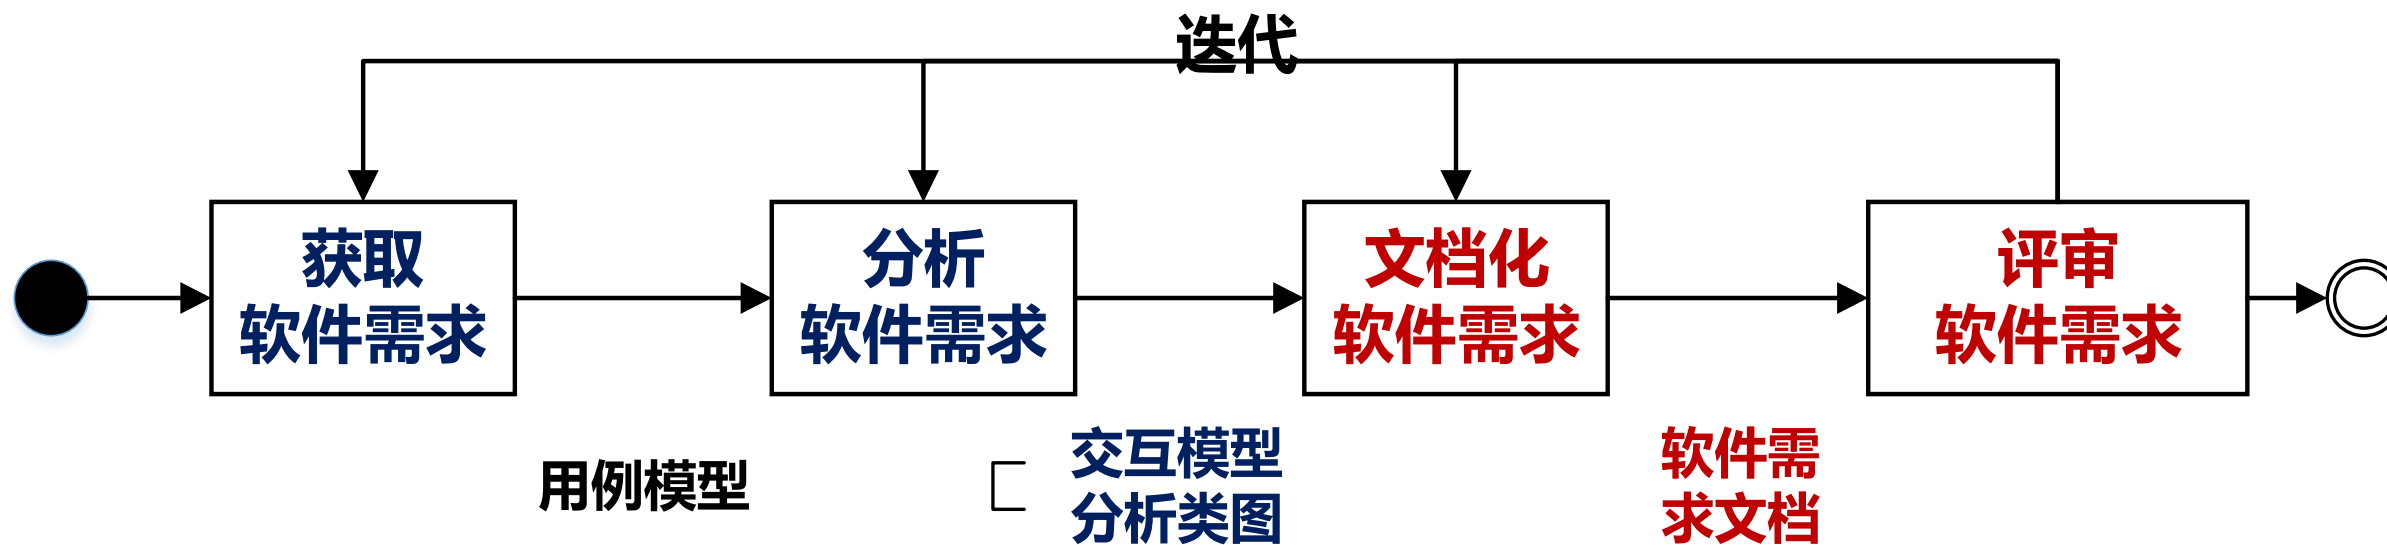 迭代
获取
软件需求
分析
软件需求
文档化
软件需求
评审
软件需求
用例模型
交互模型
分析类图
软件需
求文档